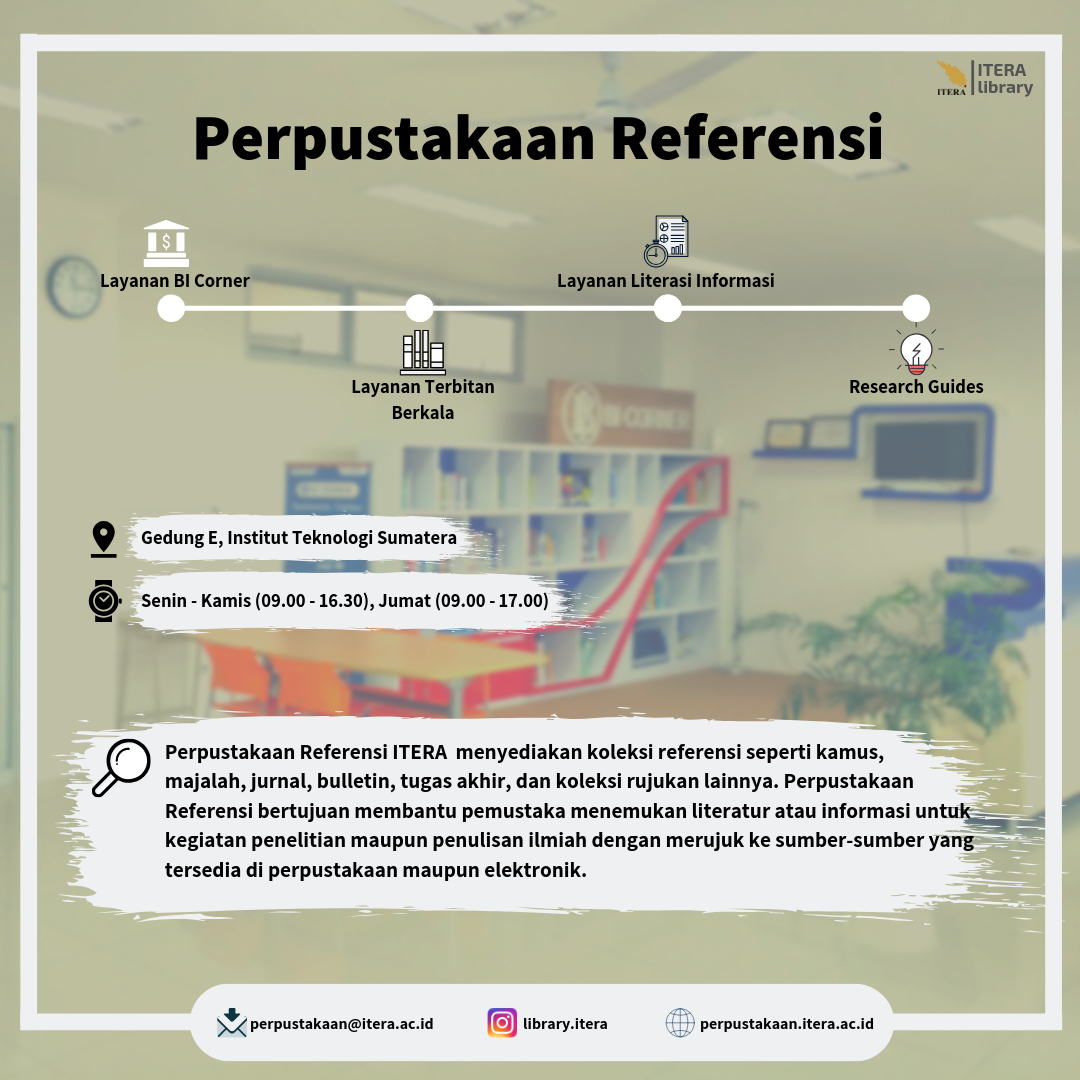 ITERA
ITERA
library
Perpustakaan Referensi
Layanan BI Corner
Layanan Literasi Informasi
Layanan Terbitan
Berkala
Research Guides
BI CORNER
Gedung E, Institut Teknologi Sumatera
Senin - Kamis (09.00 - 16.30), Jumat (09.00 - 17.00)
Perpustakaan Referensi ITERA menyediakan koleksi referensi seperti kamus,
majalah, jurnal, bulletin, tugas akhir, dan koleksi rujukan lainnya. Perpustakaan
Referensi bertujuan membantu pemustaka menemukan literatur atau informasi untuk
kegiatan penelitian maupun penulisan ilmiah dengan merujuk ke sumber-sumber yang
tersedia di perpustakaan maupun elektronik.
perpustakaan@itera.ac.id
library.itera
perpustakaan.itera.ac.id